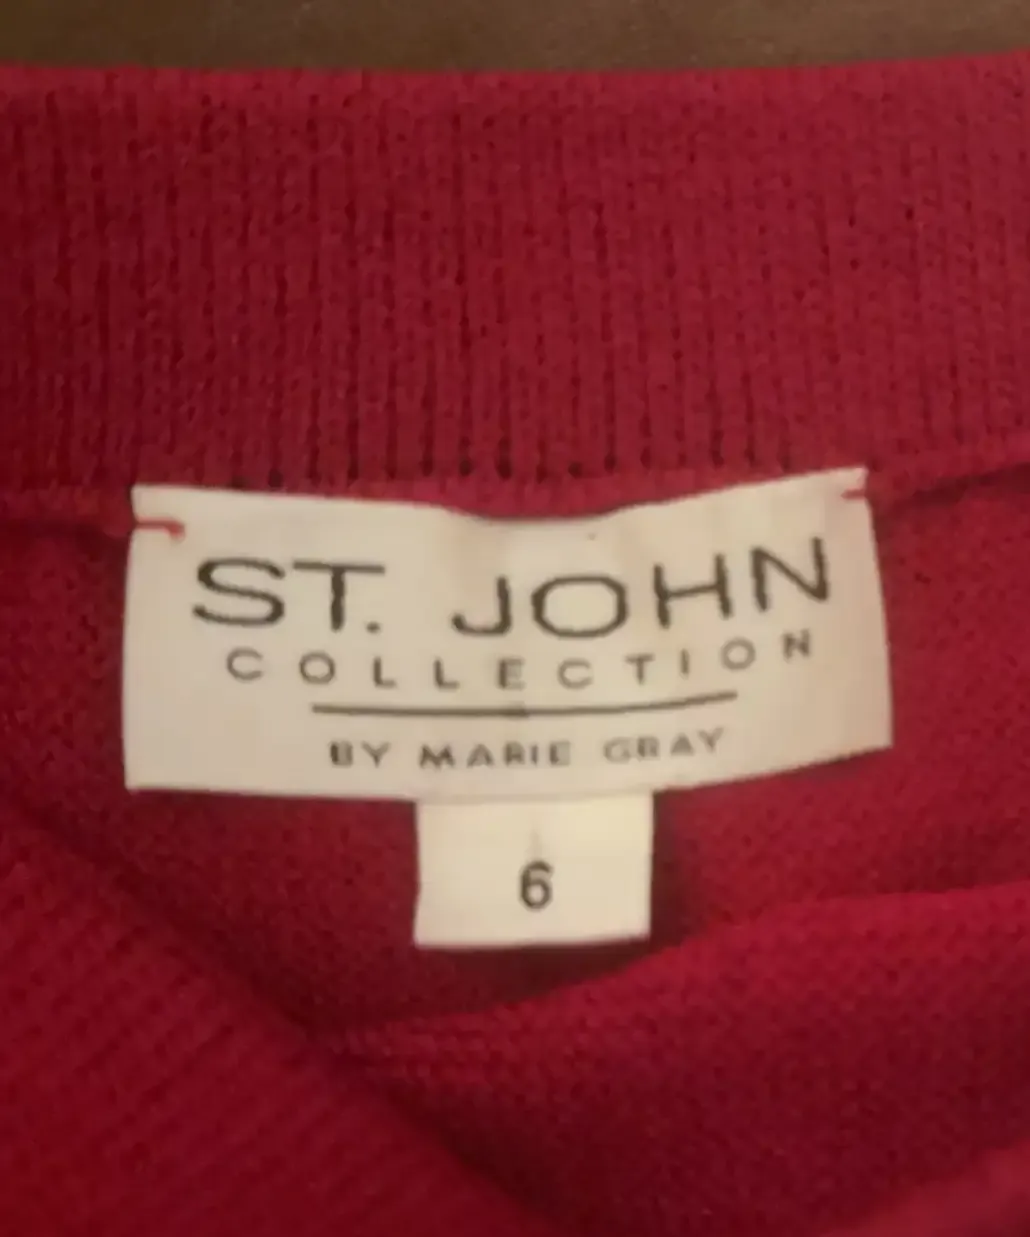 ST. JOHN
COLLECTION
BY MARIE GRAY
6